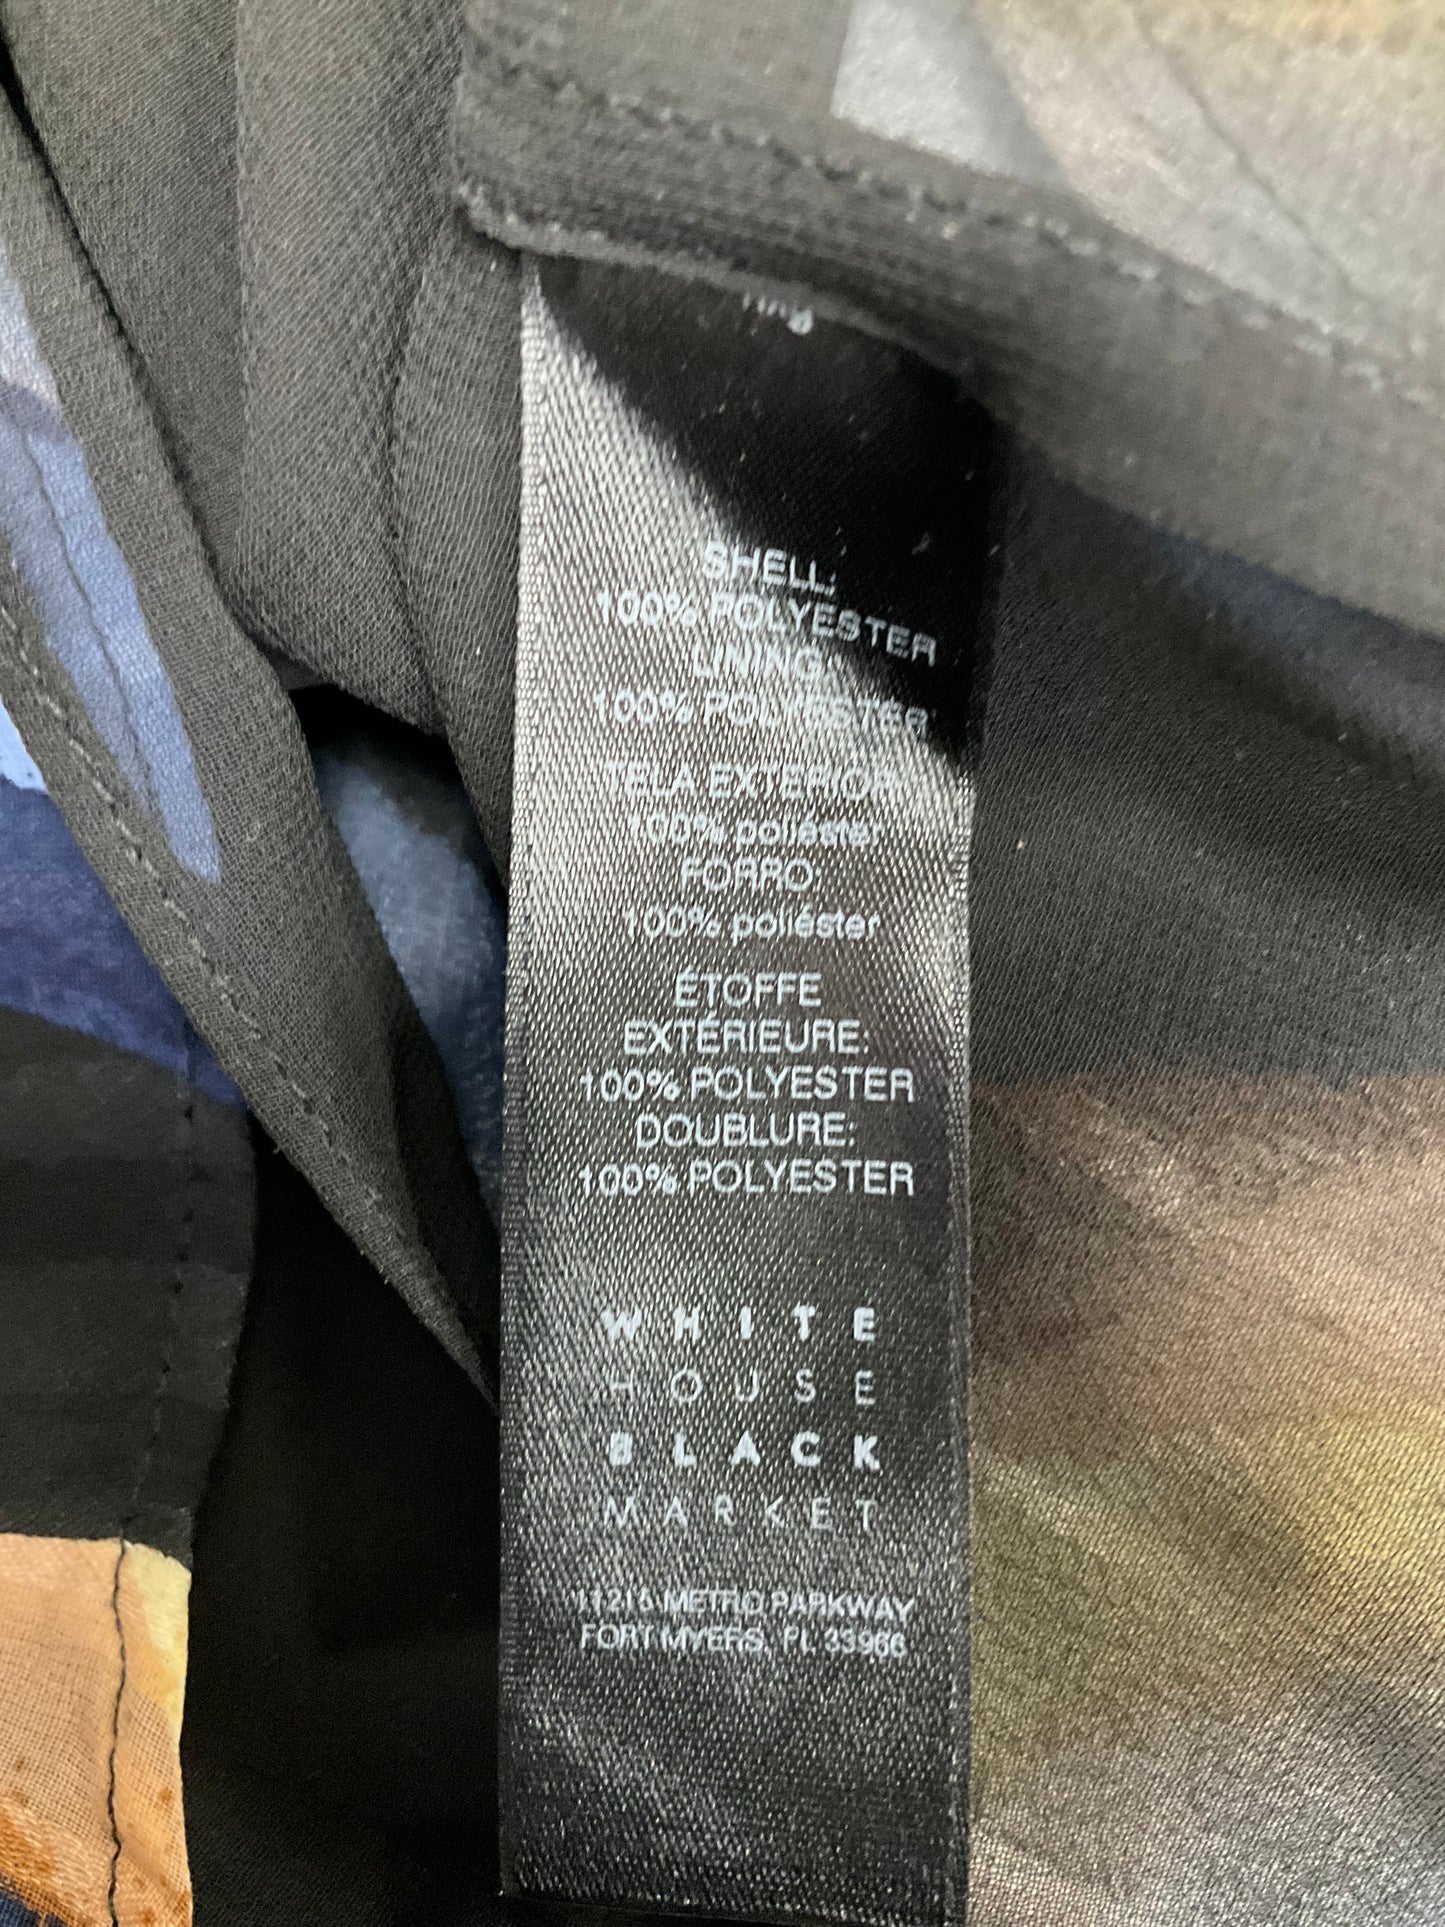 SHELL:
100% POLYESTER
LINING:
100% POLYESTER
TELA EXTERIOR:
100% poliéster
FORRO:
100% poliéster
ÉTOFFE
EXTÉRIEURE:
100% POLYESTER
DOUBLURE:
100% POLYESTER
WHITE
HOUSE
BLACK
MARKET
11215 METRO PARKWAY
FORT MYERS, FL 33966